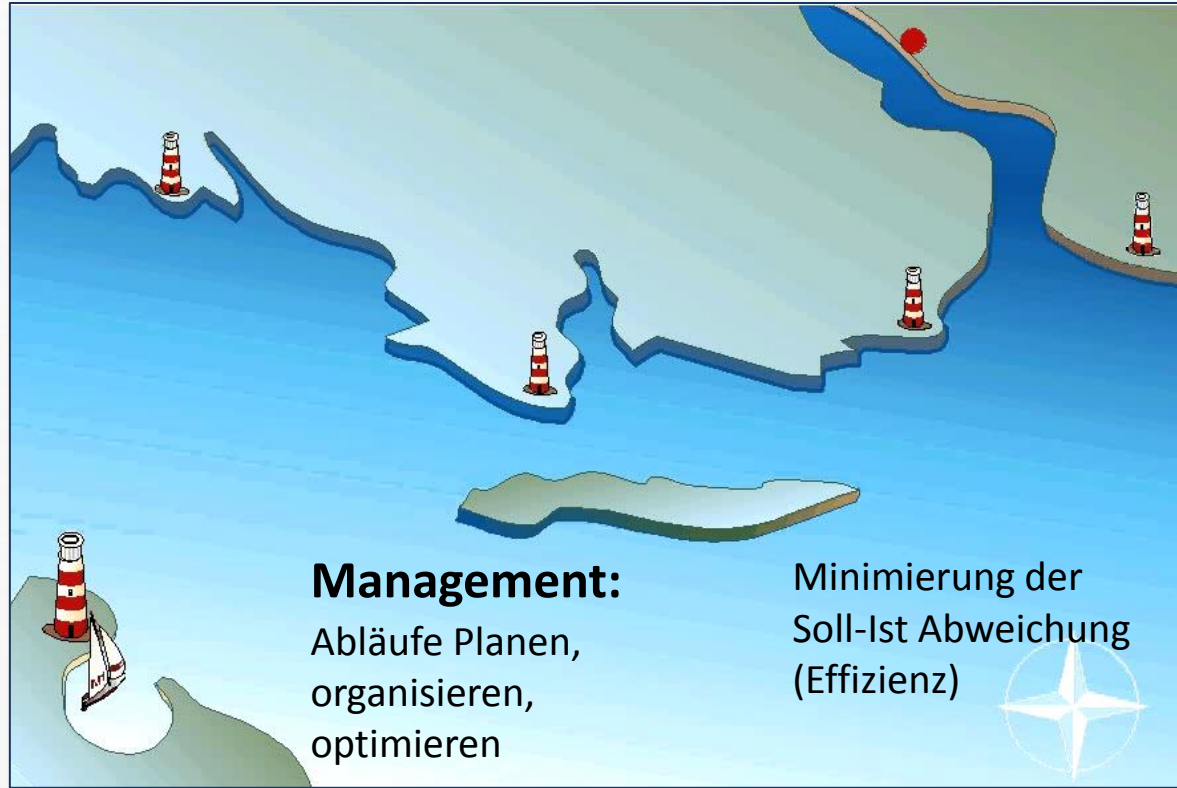 Management:
Abläufe Planen,
organisieren,
optimieren
Minimierung der
Soll-Ist Abweichung
(Effizienz)